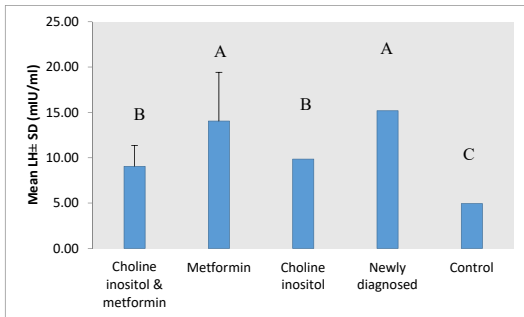 25.00
20.00
15.00
10.00
5.00
0.00
Mean LH± SD (mIU/ml)
B
A
B
A
C
Choline
inositol &
metformin
Metformin
Choline
inositol
Newly
diagnosed
Control